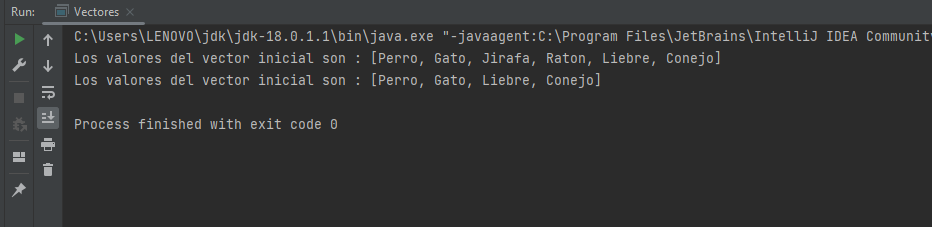 Run: Vectores
C:\Users\LENOVO\jdk\jdk-18.0.1.1\bin\java.exe "-javaagent:C:\Program Files\JetBrains\IntelliJ IDEA Community
Los valores del vector inicial son : [Perro, Gato, Jirafa, Raton, Liebre, Conejo]
Los valores del vector inicial son : [Perro, Gato, Liebre, Conejo]
Process finished with exit code 0